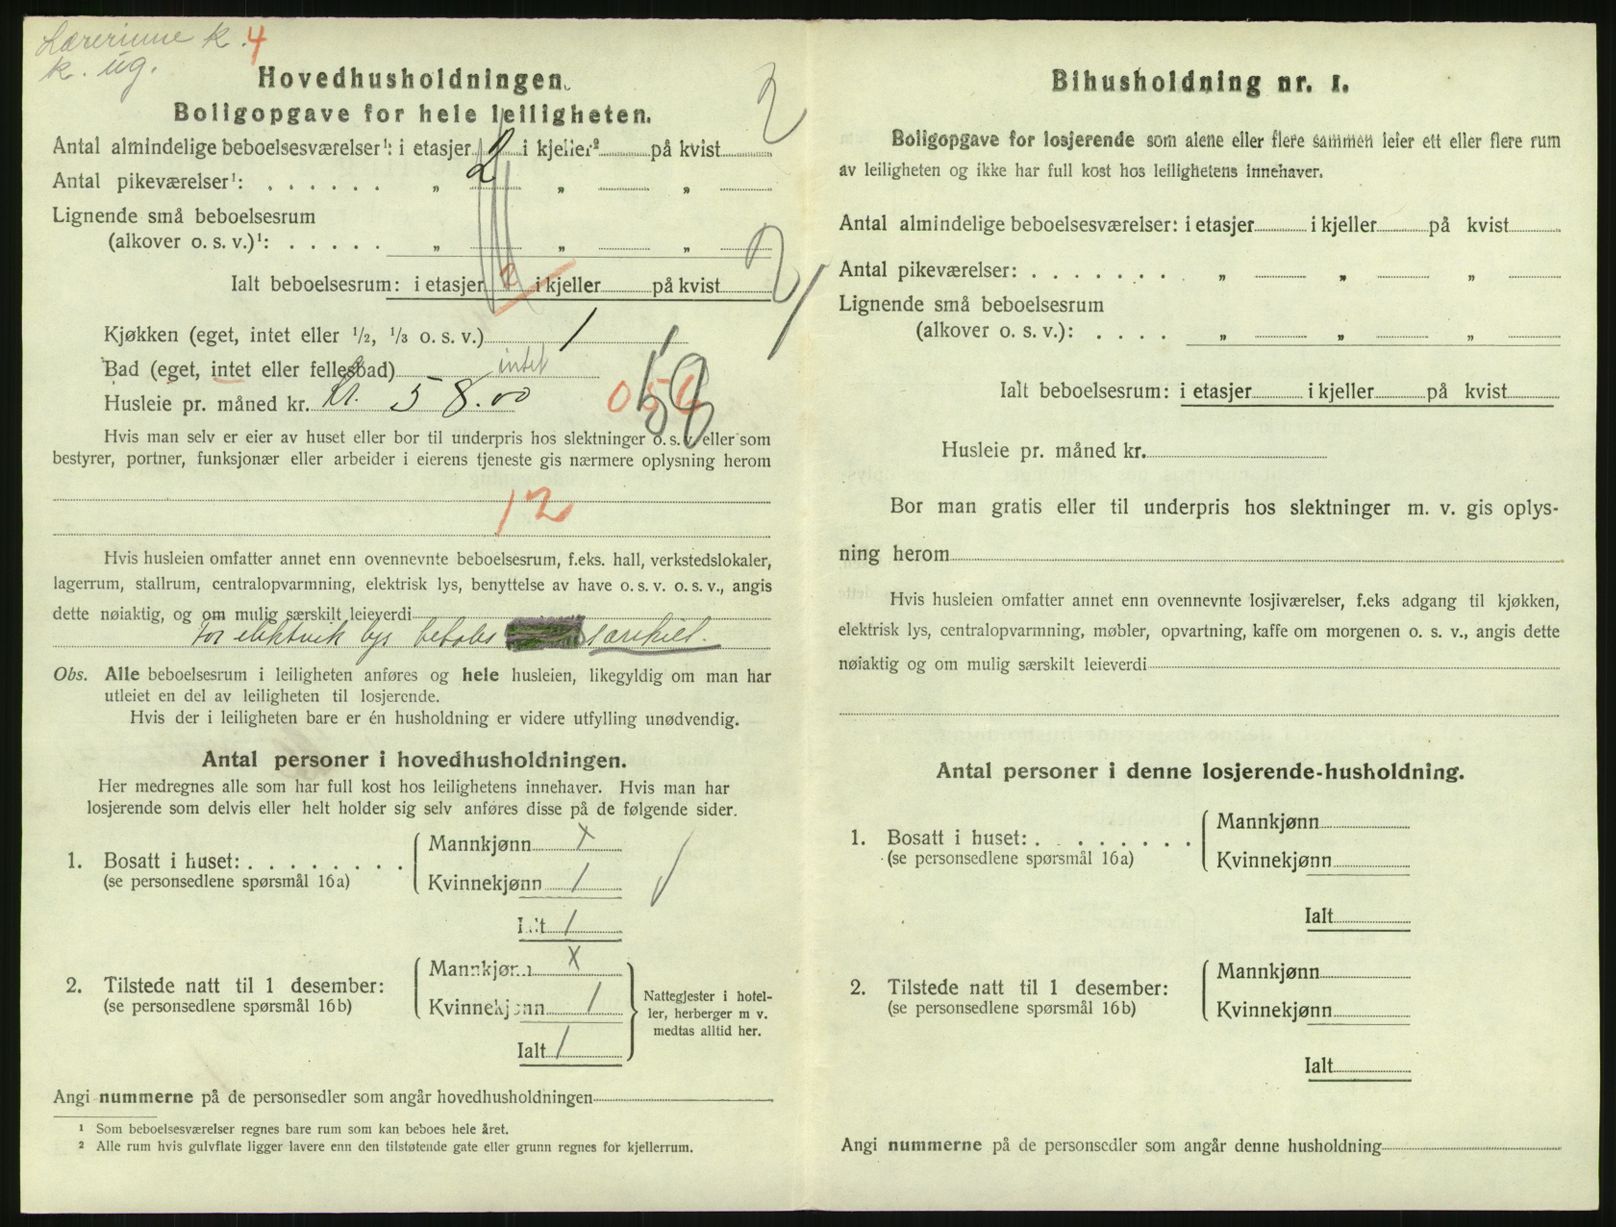 Lærerinne k. 4
k. ug.
Hovedhusholdningen.
Boligopgave for hele leiligheten.
2
Antal almindelige beboelsesværelser¹: i etasjer 2 i kjeller² på kvist
Antal pikeværelser¹: . . . . . . „ „ „
Lignende små beboelsesrum
(alkover o. s. v.)¹: . . . . . „ „ „
2
Ialt beboelsesrum: i etasjer 2 i kjeller på kvist
Kjøkken (eget, intet eller 1/2, 1/3 o. s. v.) 1 1 1
Bad (eget, intet eller fellesbad) intet
Husleie pr. måned kr. kr. 58.00 58
Hvis man selv er eier av huset eller bor til underpris hos slektninger o. s. v. eller som
bestyrer, portner, funksjonær eller arbeider i eierens tjeneste gis nærmere oplysning herom
12
Hvis husleien omfatter annet enn ovennevnte beboelsesrum, f.eks. hall, verkstedslokaler,
lagerrum, stallrum, centralopvarmning, elektrisk lys, benyttelse av have o. s. v. o. s. v., angis
dette nøiaktig, og om mulig særskilt leieverdi
For elektrik lys betales særskilt.
Obs. Alle beboelsesrum i leiligheten anføres og hele husleien, likegyldig om man har
utleiet en del av leiligheten til losjerende.
Hvis der i leiligheten bare er én husholdning er videre utfylling unødvendig.
Antal personer i hovedhusholdningen.
Her medregnes alle som har full kost hos leilighetens innehaver. Hvis man har
losjerende som delvis eller helt holder sig selv anføres disse på de følgende sider.
1. Bosatt i huset: . . . . . . . .
(se personsedlene spørsmål 16a)
Mannkjønn x
Kvinnekjønn 1
Ialt 1
2. Tilstede natt til 1 desember:
(se personsedlene spørsmål 16b)
Mannkjønn x
Kvinnekjønn 1
Ialt 1
Nattegjester i hotel-
ler, herberger m v.
medtas alltid her.
Angi nummerne på de personsedler som angår hovedhusholdningen
¹ Som beboelsesværelser regnes bare rum som kan beboes hele året.
² Alle rum hvis gulvflate ligger lavere enn den tilstøtende gate eller grunn regnes for kjellerrum.
Bihusholdning nr. 1.
Boligopgave for losjerende som alene eller flere sammen leier ett eller flere rum
av leiligheten og ikke har full kost hos leilighetens innehaver.
Antal almindelige beboelsesværelser: i etasjer i kjeller på kvist
Antal pikeværelser: . . . . . . . „ „ „
Lignende små beboelsesrum
(alkover o. s. v.): . . . . „ „ „
Ialt beboelsesrum: i etasjer i kjeller på kvist
Husleie pr. måned kr.
Bor man gratis eller til underpris hos slektninger m. v. gis oplys-
ning herom
Hvis husleien omfatter annet enn ovennevnte losjiværelser, f.eks adgang til kjøkken,
elektrisk lys, centralopvarmning, møbler, opvartning, kaffe om morgenen o. s. v., angis dette
nøiaktig og om mulig særskilt leieverdi
Antal personer i denne losjerende-husholdning.
1. Bosatt i huset: . . . . . . . .
(se personsedlene spørsmål 16a)
Mannkjønn
Kvinnekjønn
Ialt
2. Tilstede natt til 1 desember:
(se personsedlene spørsmål 16b)
Mannkjønn
Kvinnekjønn
Ialt
Angi nummerne på de personsedler som angår denne husholdning